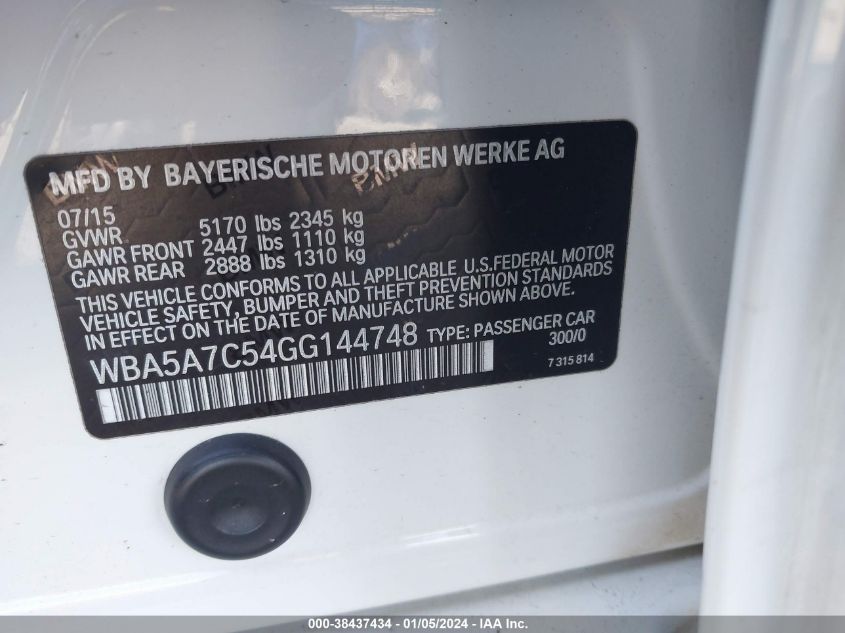 MFD BY BAYERISCHE MOTOREN WERKE AG
07/15
GVWR 5170 lbs 2345 kg
GAWR FRONT 2447 lbs 1110 kg
GAWR REAR 2888 lbs 1310 kg
THIS VEHICLE CONFORMS TO ALL APPLICABLE U.S.FEDERAL MOTOR
VEHICLE SAFETY, BUMPER AND THEFT PREVENTION STANDARDS
IN EFFECT ON THE DATE OF MANUFACTURE SHOWN ABOVE.
WBA5A7C54GG144748 TYPE: PASSENGER CAR
300/0
7 315 814
000-38437434 - 01/05/2024 - IAA Inc.